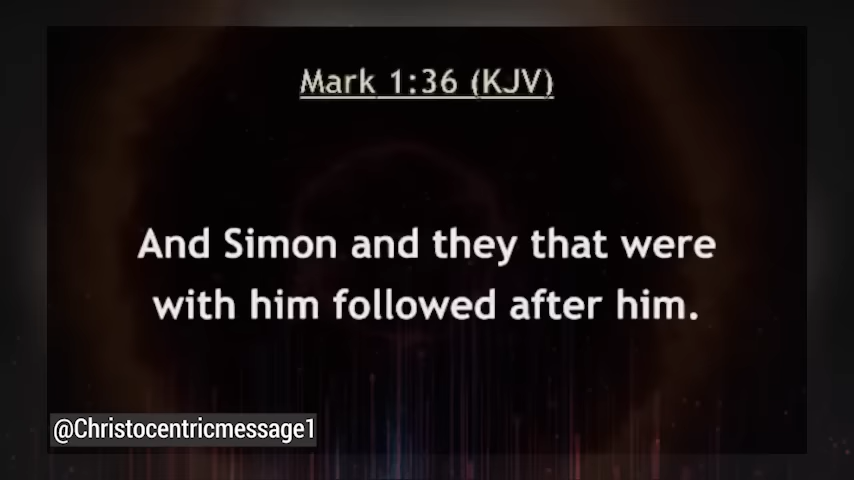 Mark 1:36 (KJV)
And Simon and they that were
with him followed after him.
@Christocentricmessage1